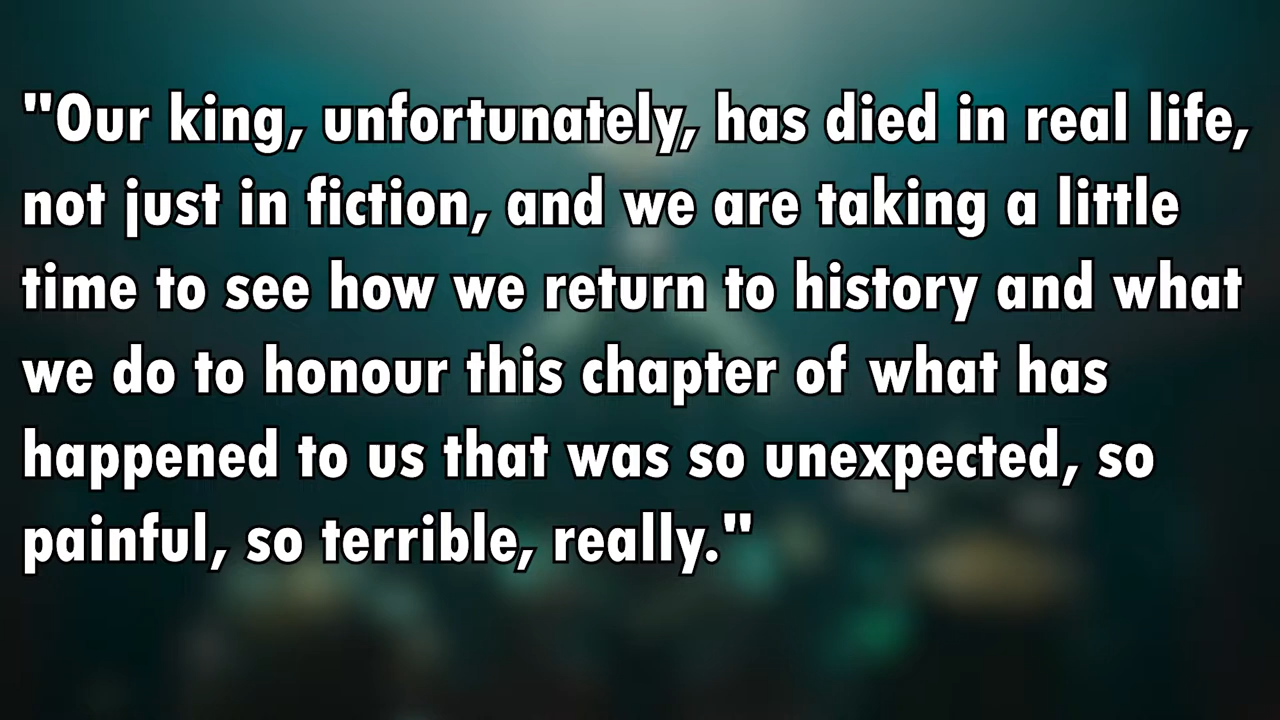 "Our king, unfortunately, has died in real life,
not just in fiction, and we are taking a little
time to see how we return to history and what
we do to honour this chapter of what has
happened to us that was so unexpected, so
painful, so terrible, really."